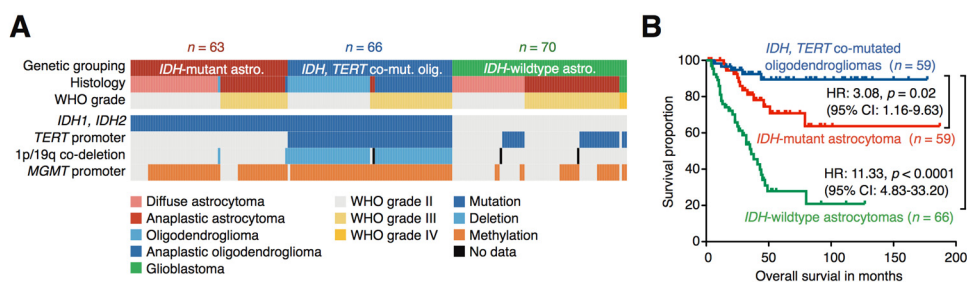 A
n = 63
n = 66
n = 70
Genetic grouping
IDH-mutant astro.
IDH, TERT co-mut. olig.
IDH-wildtype astro.
Histology
WHO grade
IDH1, IDH2
TERT promoter
1p/19q co-deletion
MGMT promoter
Diffuse astrocytoma
Anaplastic astrocytoma
Oligodendroglioma
Anaplastic oligodendroglioma
Glioblastoma
WHO grade II
WHO grade III
WHO grade IV
Mutation
Deletion
Methylation
No data
B
IDH, TERT co-mutated
oligodendrogliomas (n = 59)
HR: 3.08, p = 0.02
(95% CI: 1.16-9.63)
IDH-mutant astrocytoma (n = 59)
HR: 11.33, p < 0.0001
(95% CI: 4.83-33.20)
IDH-wildtype astrocytomas (n = 66)
Survival proportion
100
80
60
40
20
0
0
50
100
150
200
Overall survial in months